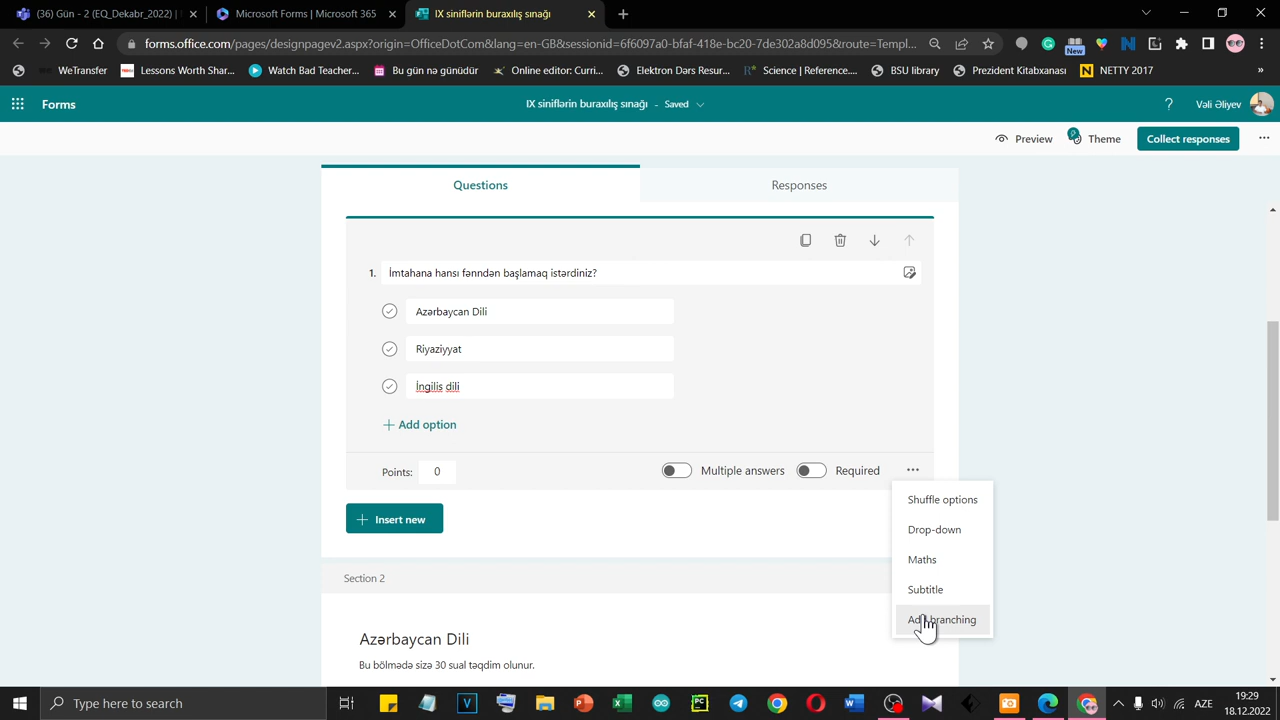 (36) Gün - 2 (EQ_Dekabr_2022) |
Microsoft Forms | Microsoft 365
IX siniflərin buraxılış sınağı
forms.office.com/pages/designpagev2.aspx?origin=OfficeDotCom&lang=en-GB&sessionid=6f6097a0-bfaf-418e-bc20-7de302a8d095&route=Templ...
New
WeTransfer
Lessons Worth Shar...
Watch Bad Teacher...
Bu gün nə günüdür
Online editor: Curri...
Elektron Dərs Resur...
Science | Reference....
BSU library
Prezident Kitabxanası
NETTY 2017
»
Forms
IX siniflərin buraxılış sınağı - Saved
?
Vəli Əliyev
Preview
Theme
Collect responses
Questions
Responses
1. İmtahana hansı fənndən başlamaq istərdiniz?
Azərbaycan Dili
Riyaziyyat
İngilis dili
+ Add option
Points: 0
Multiple answers
Required
Shuffle options
Drop-down
Maths
Subtitle
Add branching
+ Insert new
Section 2
Azərbaycan Dili
Bu bölmədə sizə 30 sual təqdim olunur.
Type here to search
AZE
19:29
18.12.2022